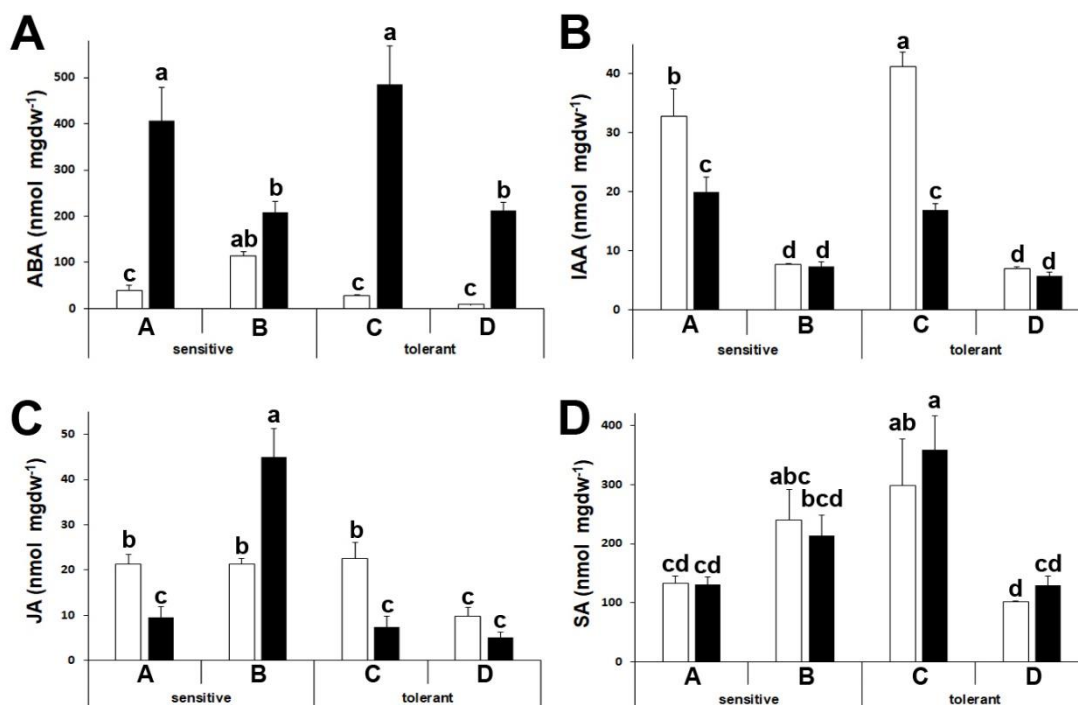 A
ABA (nmol mgdw⁻¹)
500
400
300
200
100
0
c a ab b c a c b
A B C D
sensitive tolerant
B
IAA (nmol mgdw⁻¹)
40
30
20
10
0
b c d d a c d d
A B C D
sensitive tolerant
C
JA (nmol mgdw⁻¹)
50
40
30
20
10
0
b c b a b c c c
A B C D
sensitive tolerant
D
SA (nmol mgdw⁻¹)
400
300
200
100
0
cd cd abc bcd ab a d cd
A B C D
sensitive tolerant